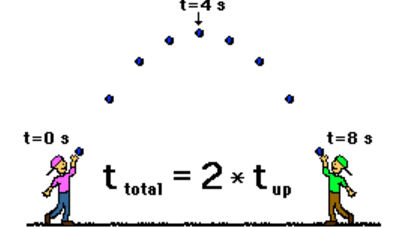 t=4 s
t=0 s
t=8 s
t total = 2 * t up